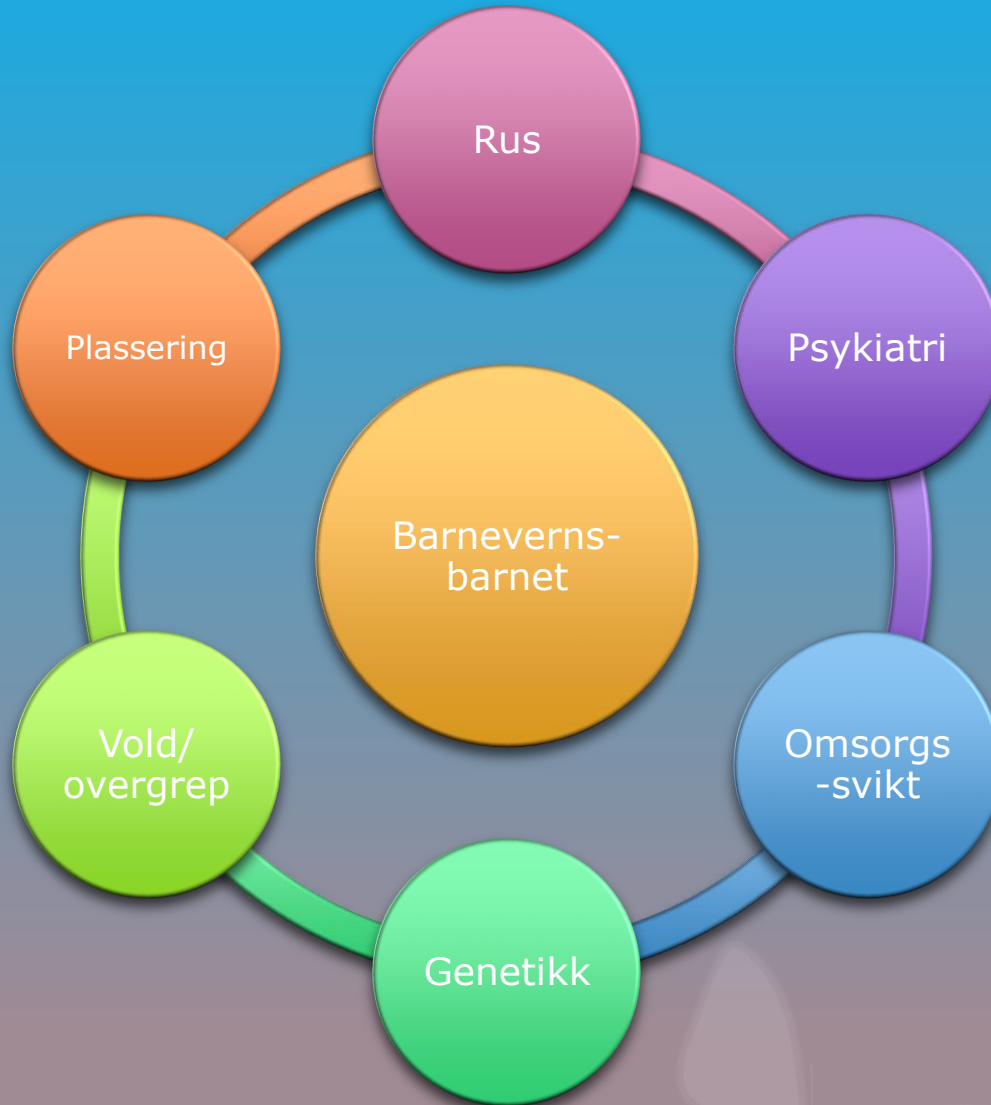 Rus
Psykiatri
Omsorgs
-svikt
Genetikk
Vold/
overgrep
Plassering
Barneverns-
barnet